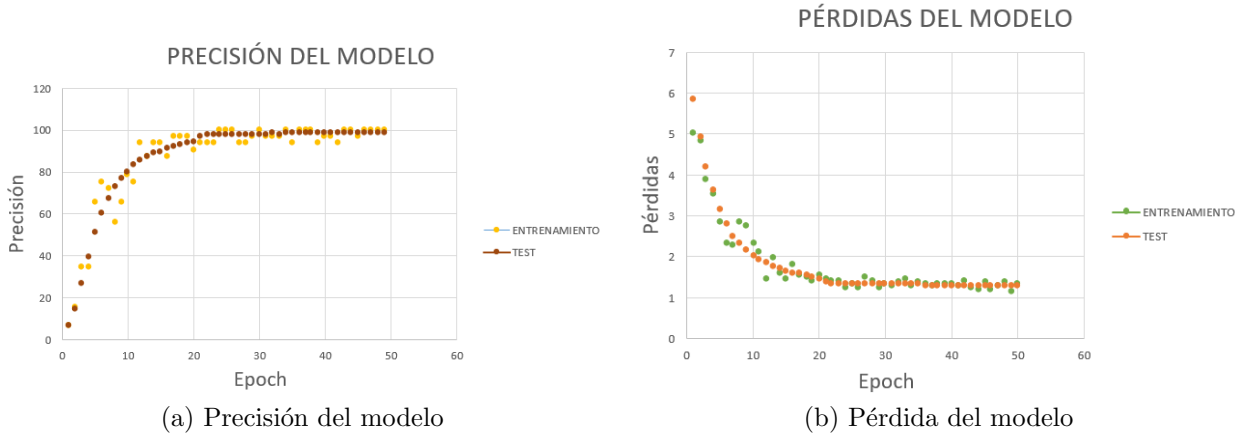 PRECISIÓN DEL MODELO
120
100
80
60
40
20
0
0 10 20 30 40 50 60
Precisión
Epoch
ENTRENAMIENTO
TEST
(a) Precisión del modelo
PÉRDIDAS DEL MODELO
7
6
5
4
3
2
1
0
0 10 20 30 40 50 60
Pérdidas
Epoch
ENTRENAMIENTO
TEST
(b) Pérdida del modelo